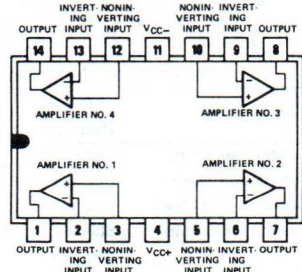 INVERT- NONIN- NONIN- INVERT-
ING VERTING VERTING ING
OUTPUT INPUT INPUT VCC– INPUT INPUT OUTPUT
14 13 12 11 10 9 8
– + + –
AMPLIFIER NO. 4 AMPLIFIER NO. 3
AMPLIFIER NO. 1 AMPLIFIER NO. 2
– + + –
1 2 3 4 5 6 7
OUTPUT INVERT- NONIN- VCC+ NONIN- INVERT- OUTPUT
ING VERTING VERTING ING
INPUT INPUT INPUT INPUT